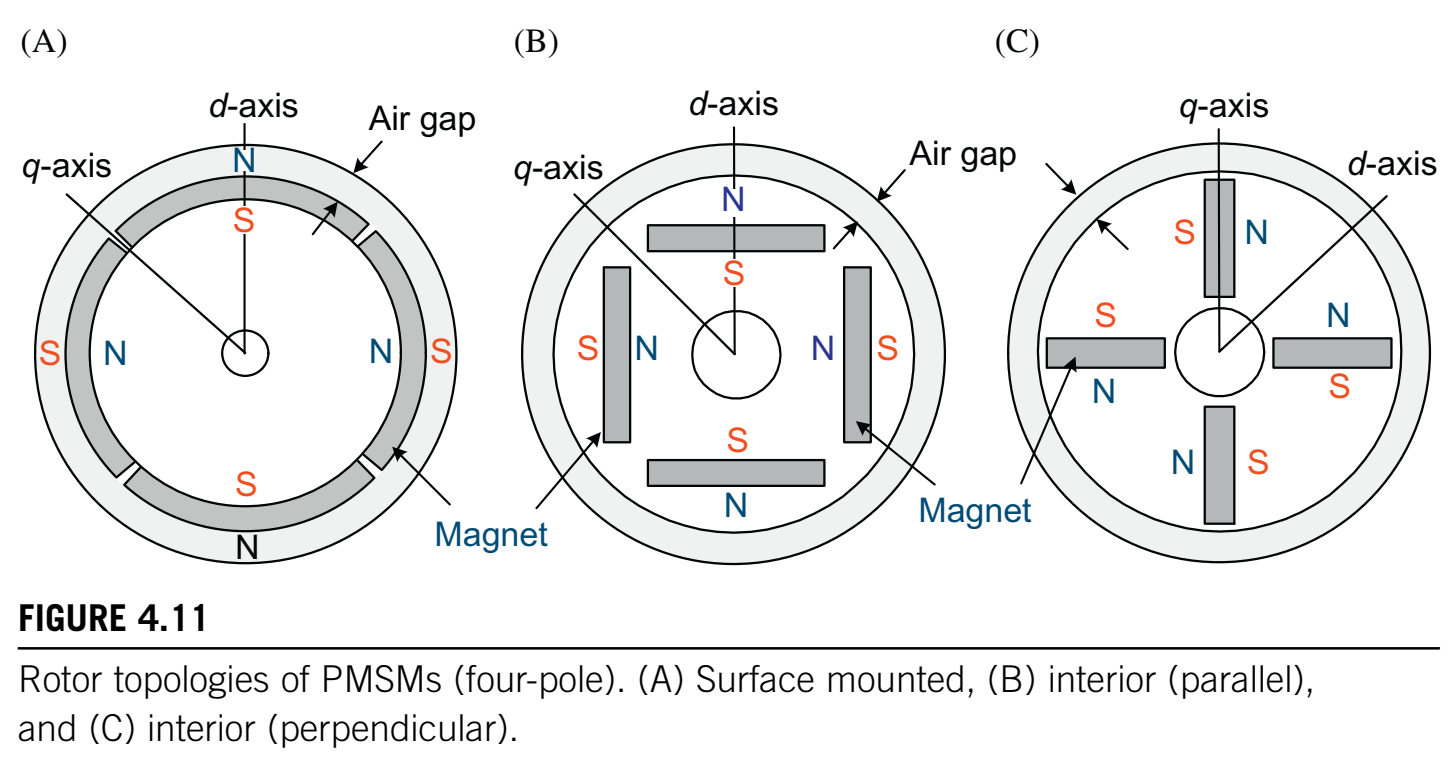 (A)
(B)
(C)
d-axis
Air gap
q-axis
N
S
S
N
N
S
S
N
d-axis
q-axis
Air gap
N
S
S
N
N
S
S
N
Magnet
q-axis
d-axis
S
N
S
N
N
S
N
S
Magnet
FIGURE 4.11
Rotor topologies of PMSMs (four-pole). (A) Surface mounted, (B) interior (parallel),
and (C) interior (perpendicular).